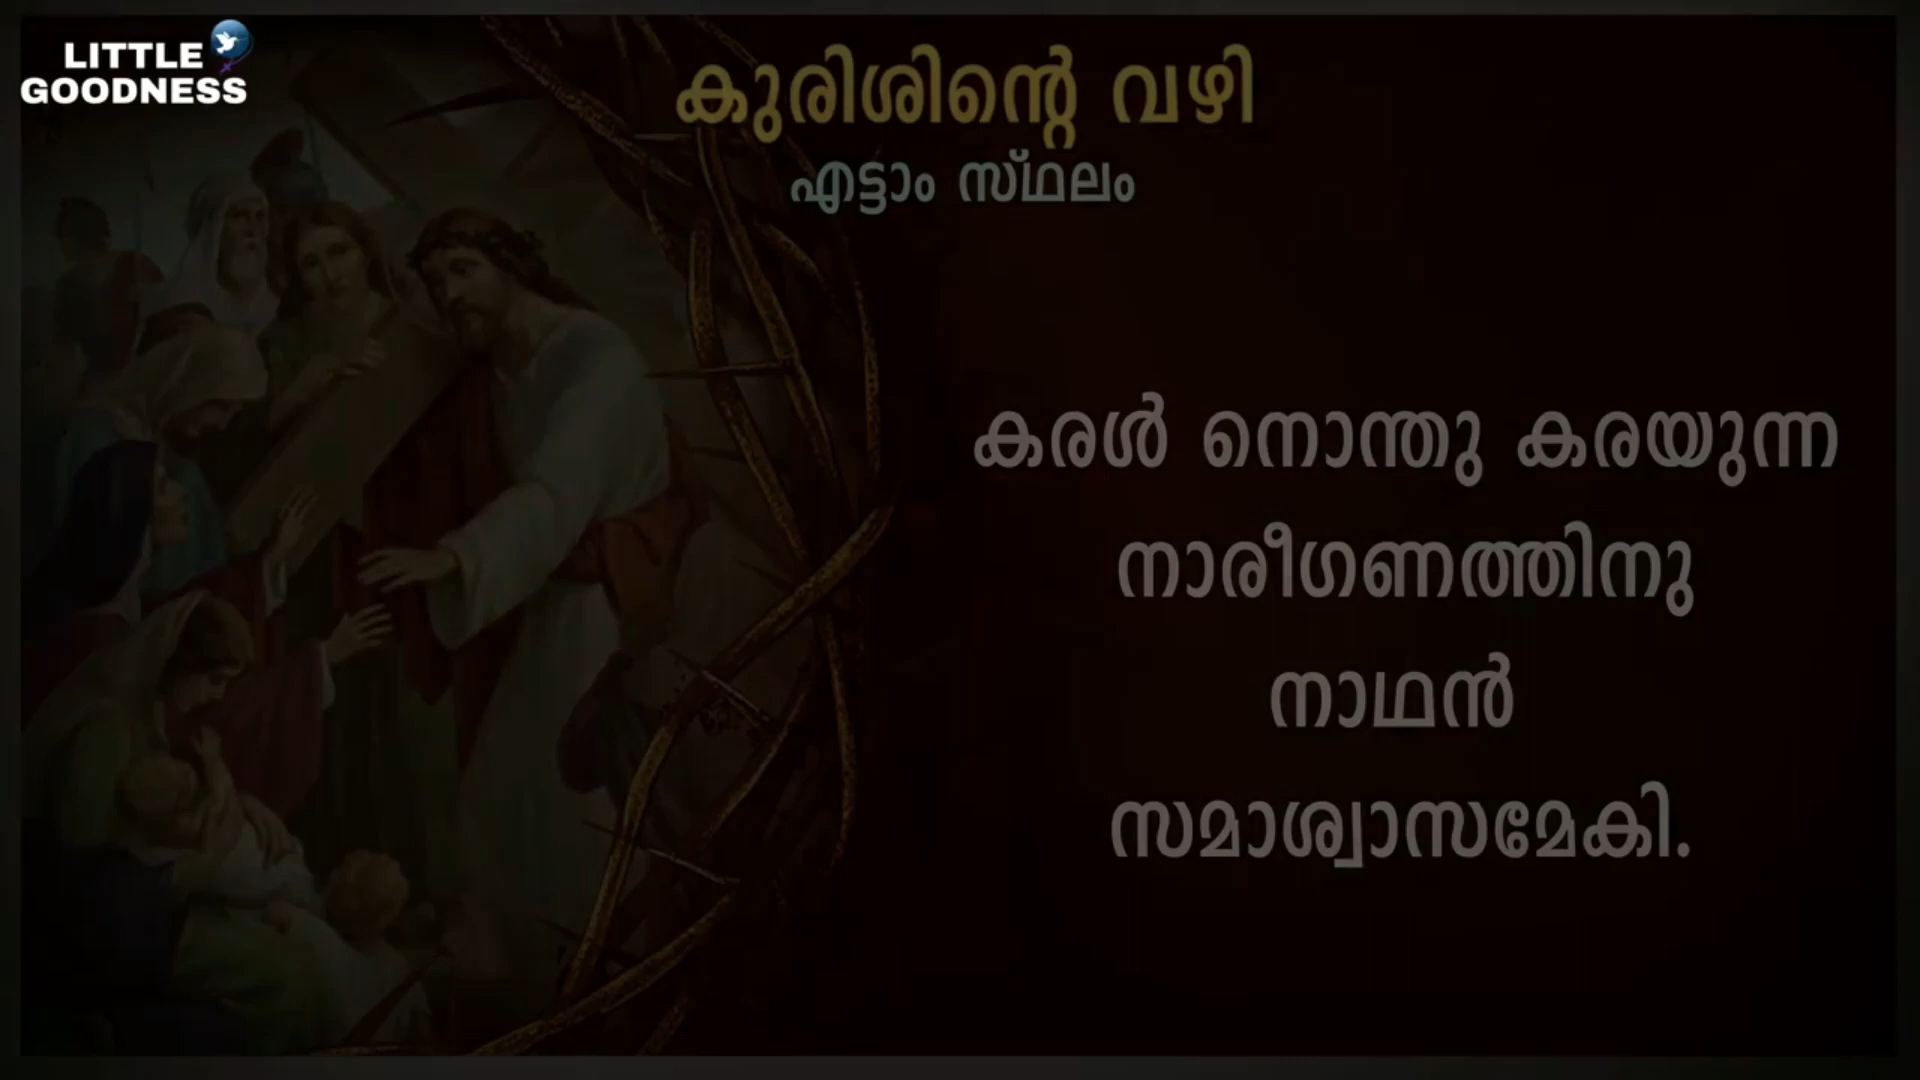 LITTLE
GOODNESS
കുരിശിന്റെ വഴി
എട്ടാം സ്ഥലം
കരൾ നൊന്തു കരയുന്ന
നാരീഗണത്തിനു
നാഥൻ
സമാശ്വാസമേകി.